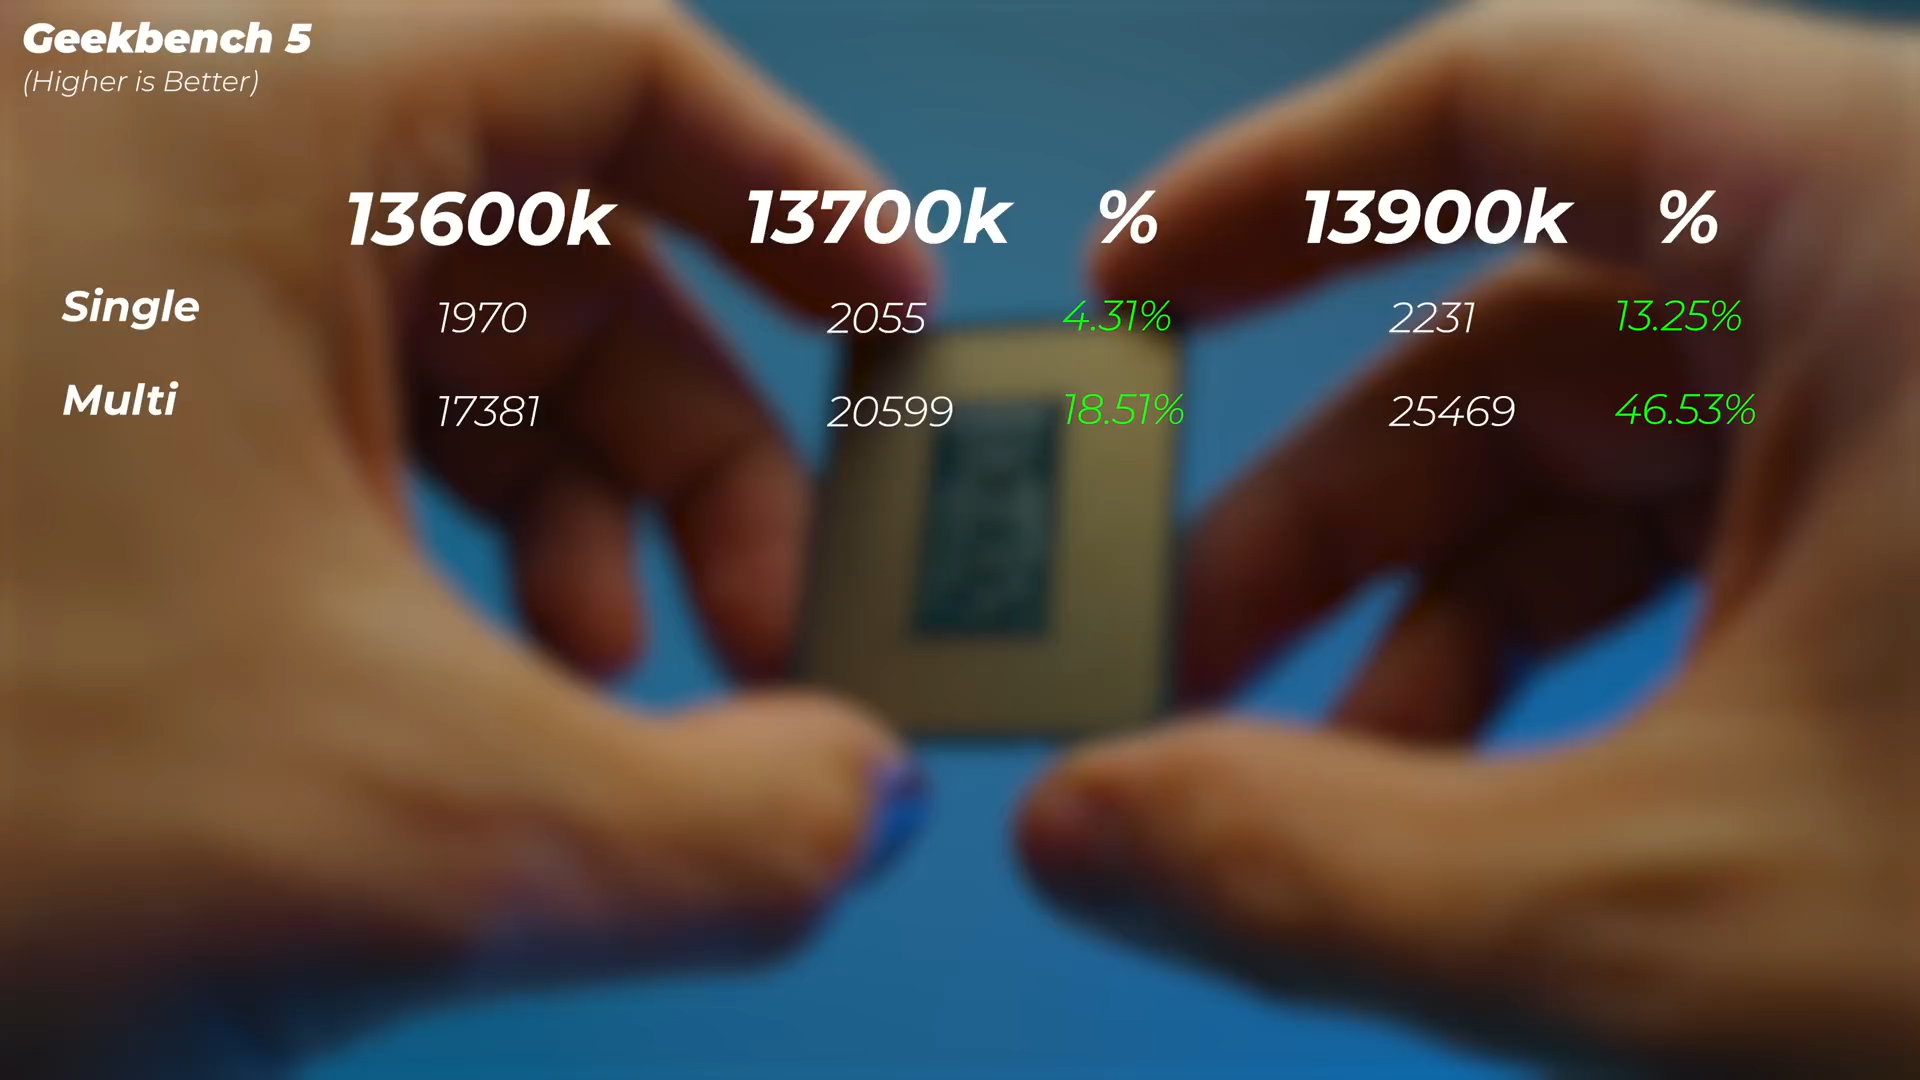 Geekbench 5
(Higher is Better)
13600k 13700k % 13900k %
Single 1970 2055 4.31% 2231 13.25%
Multi 17381 20599 18.51% 25469 46.53%